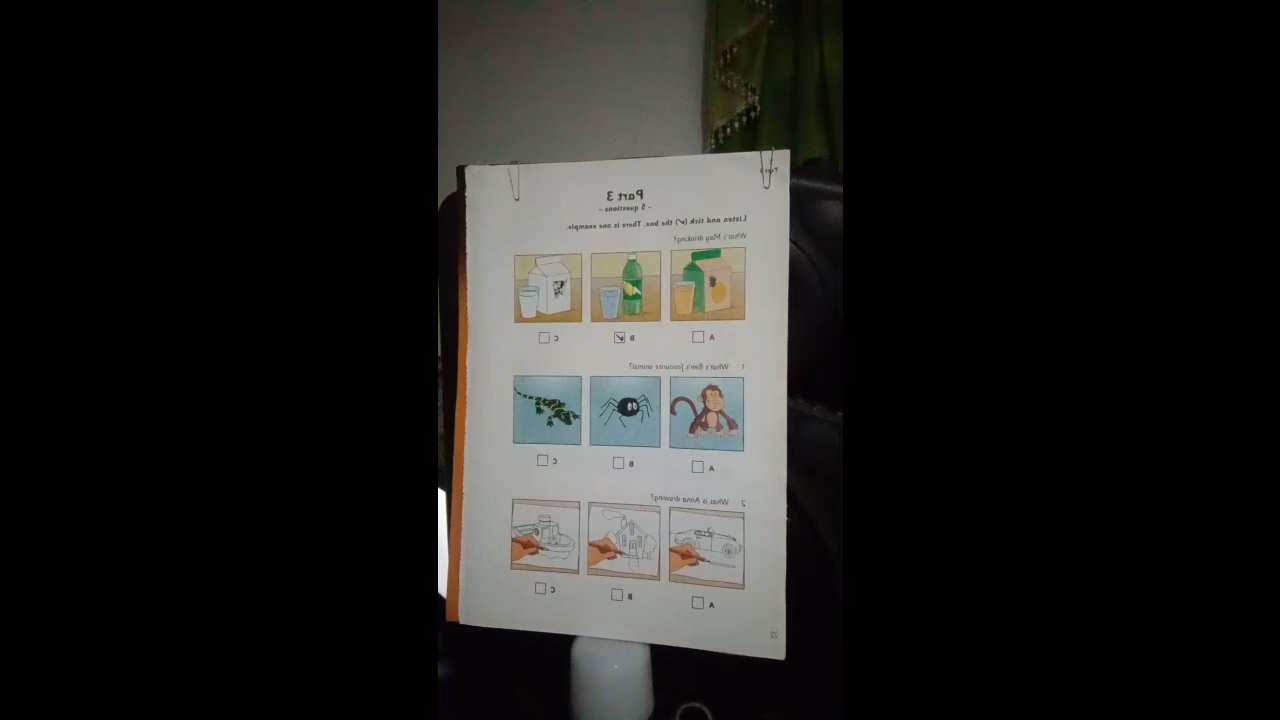 Part 3
– 5 questions –
Listen and tick (✔) the box. There is one example.
What's May drinking?
A B C
1 What's Ben's favourite animal?
A B C
2 What is Anna drawing?
A B C